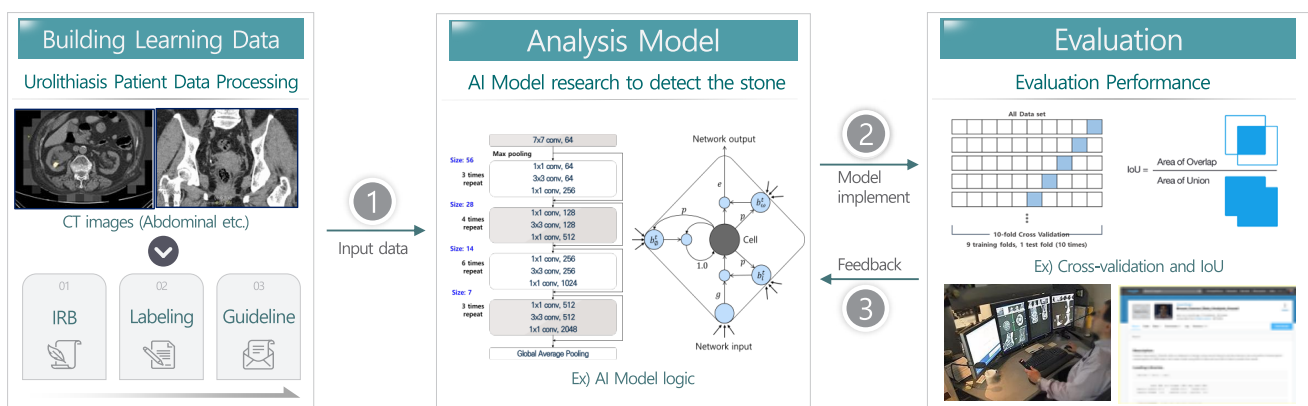 Building Learning Data
Urolithiasis Patient Data Processing
CT images (Abdominal etc.)
01
IRB
02
Labeling
03
Guideline
1
Input data
Analysis Model
AI Model research to detect the stone
7x7 conv, 64
Max pooling
Size: 56
3 times
repeat
1x1 conv, 64
3x3 conv, 64
1x1 conv, 256
Size: 28
4 times
repeat
1x1 conv, 128
3x3 conv, 128
1x1 conv, 512
Size: 14
6 times
repeat
1x1 conv, 256
3x3 conv, 256
1x1 conv, 1024
Size: 7
3 times
repeat
1x1 conv, 512
3x3 conv, 512
1x1 conv, 2048
Global Average Pooling
Network output
e
p
p
Cell
1.0
p
g
Network input
Ex) AI Model logic
2
Model
implement
Feedback
3
Evaluation
Evaluation Performance
All Data set
10-fold Cross Validation
9 training folds, 1 test fold (10 times)
IoU =
Area of Overlap
Area of Union
Ex) Cross-validation and IoU